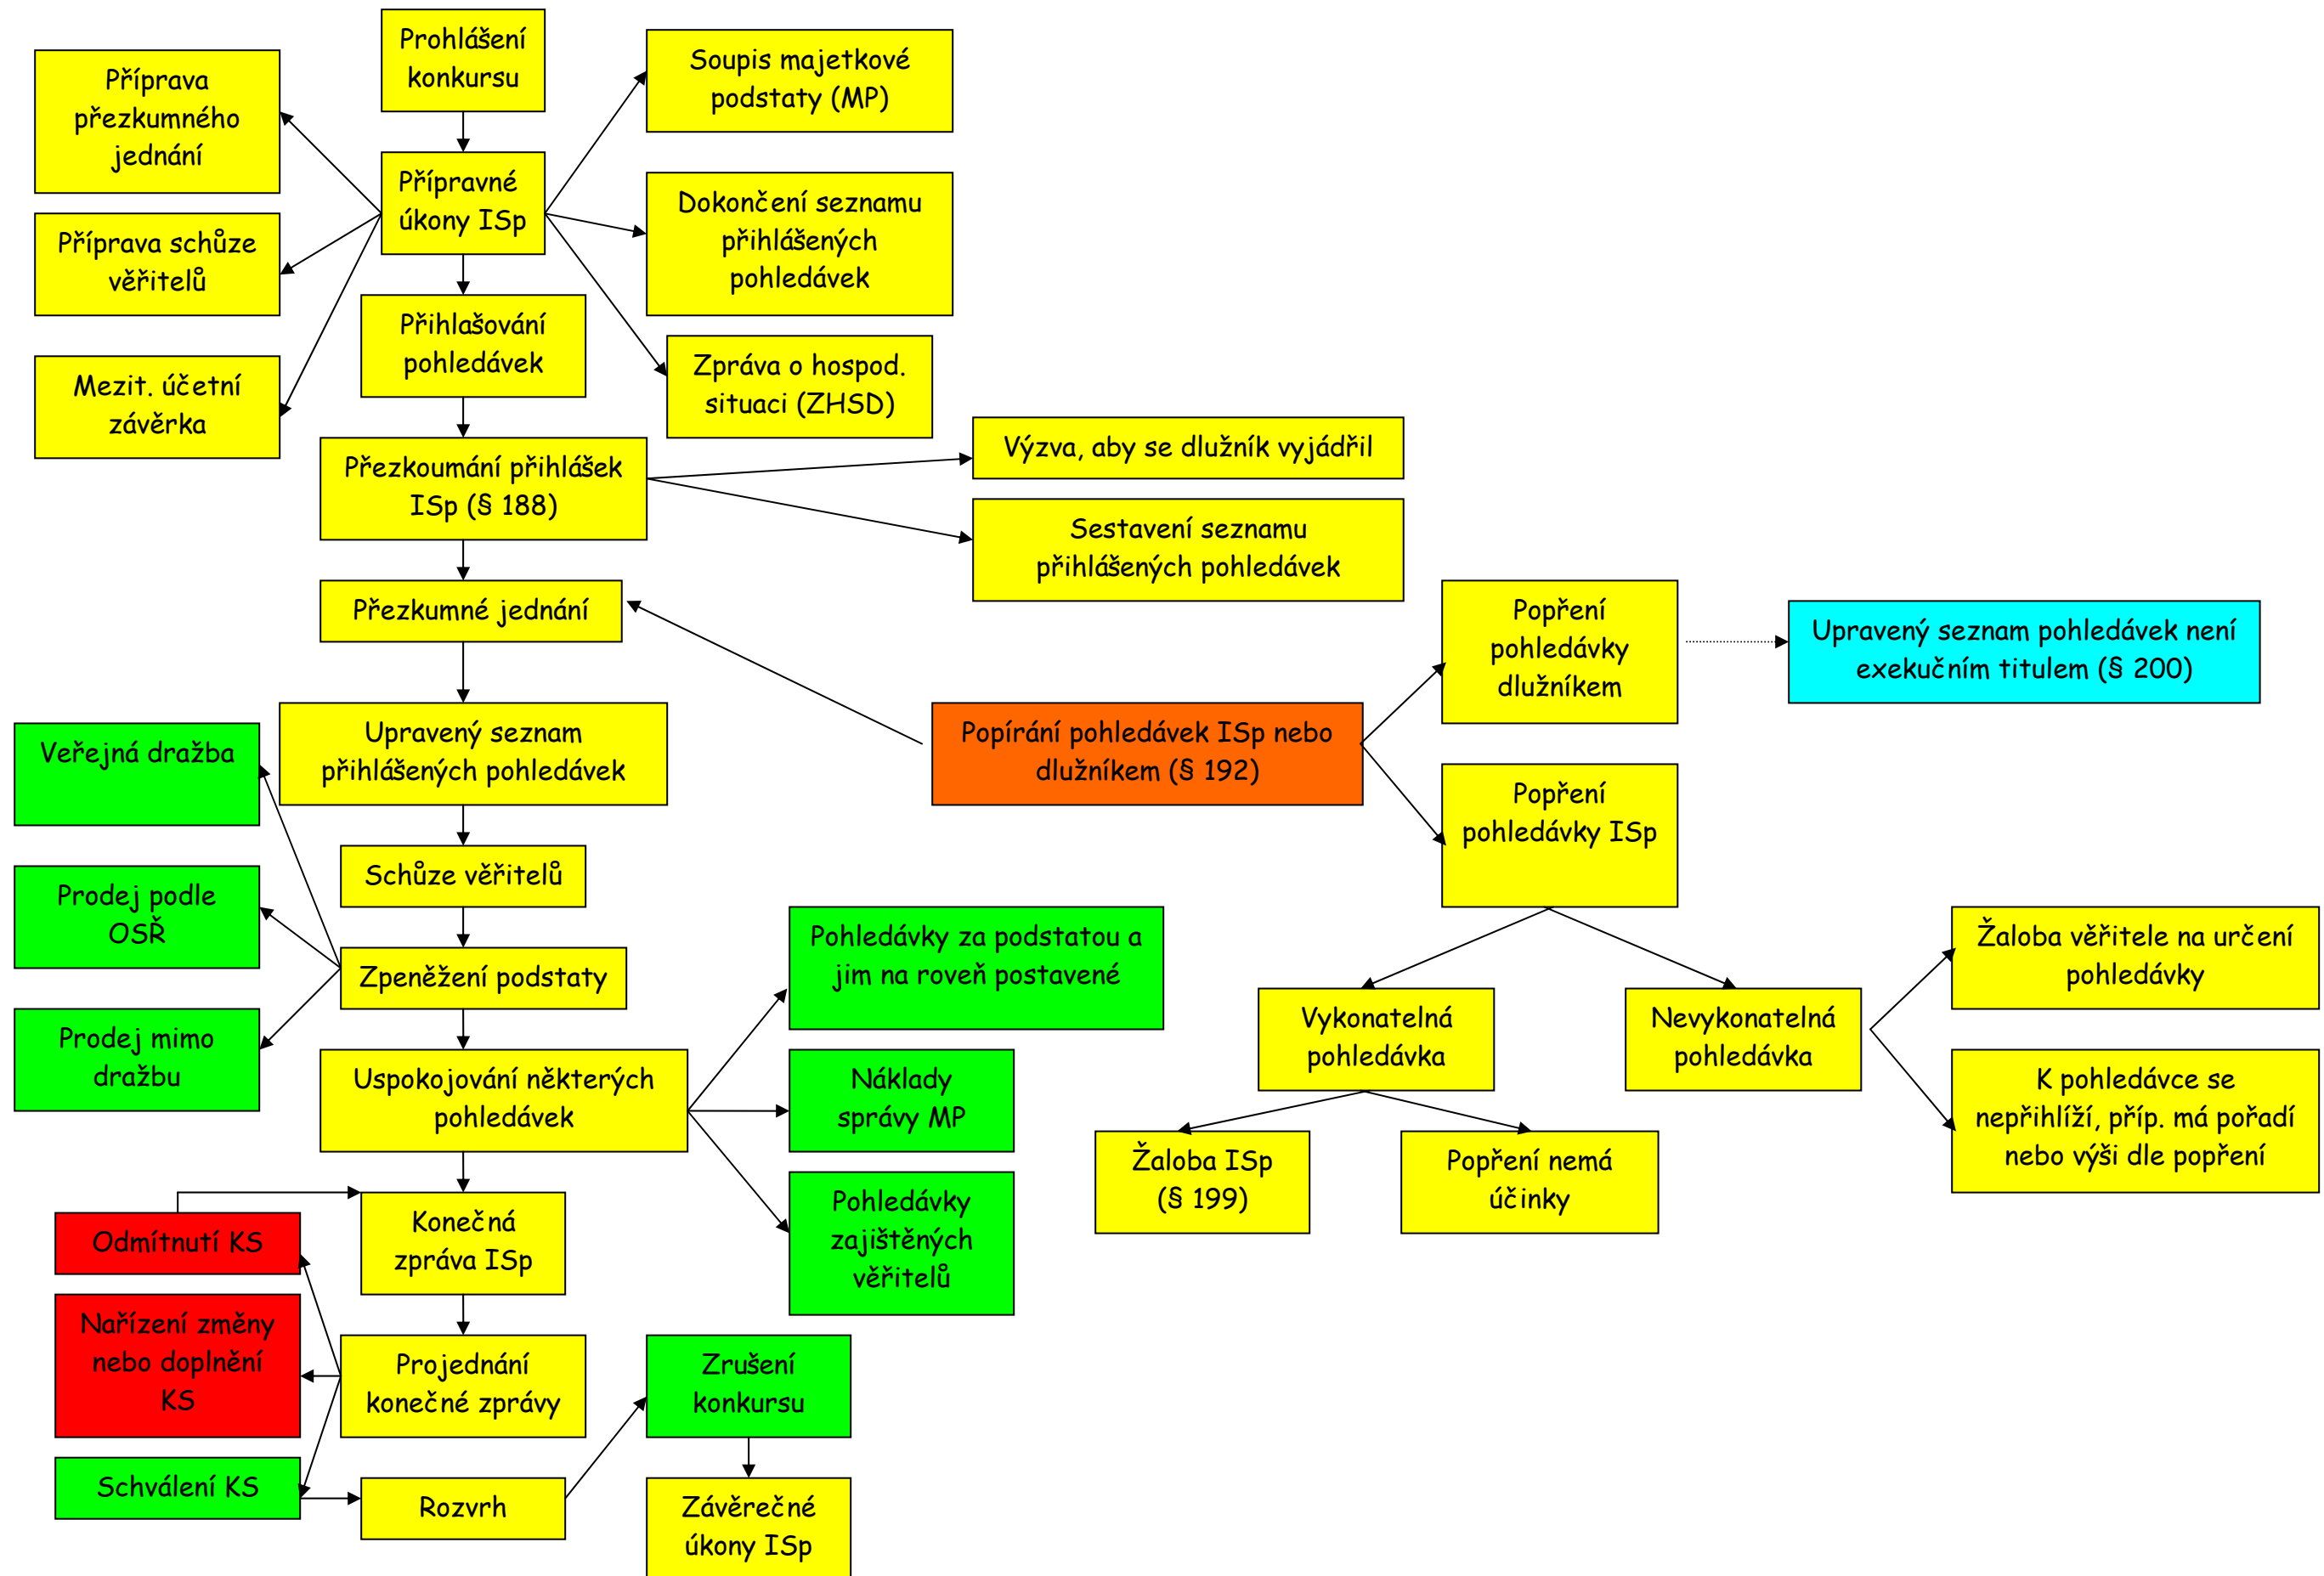 Prohlášení
konkursu
Příprava
přezkumného
jednání
Soupis majetkové
podstaty (MP)
Přípravné
úkony ISp
Příprava schůze
věřitelů
Dokončení seznamu
přihlášených
pohledávek
Přihlašování
pohledávek
Mezit. účetní
závěrka
Zpráva o hospod.
situaci (ZHSD)
Přezkoumání přihlášek
ISp (§ 188)
Výzva, aby se dlužník vyjádřil
Sestavení seznamu
přihlášených pohledávek
Přezkumné jednání
Popření
pohledávky
dlužníkem
Upravený seznam pohledávek není
exekučním titulem (§ 200)
Upravený seznam
přihlášených pohledávek
Popírání pohledávek ISp nebo
dlužníkem (§ 192)
Veřejná dražba
Popření
pohledávky ISp
Schůze věřitelů
Prodej podle
OSŘ
Zpeněžení podstaty
Pohledávky za podstatou a
jim na roveň postavené
Žaloba věřitele na určení
pohledávky
Vykonatelná
pohledávka
Nevykonatelná
pohledávka
Prodej mimo
dražbu
Uspokojování některých
pohledávek
Náklady
správy MP
K pohledávce se
nepřihlíží, příp. má pořadí
nebo výši dle popření
Žaloba ISp
(§ 199)
Popření nemá
účinky
Pohledávky
zajištěných
věřitelů
Odmítnutí KS
Konečná
zpráva ISp
Nařízení změny
nebo doplnění
KS
Projednání
konečné zprávy
Zrušení
konkursu
Schválení KS
Rozvrh
Závěrečné
úkony ISp